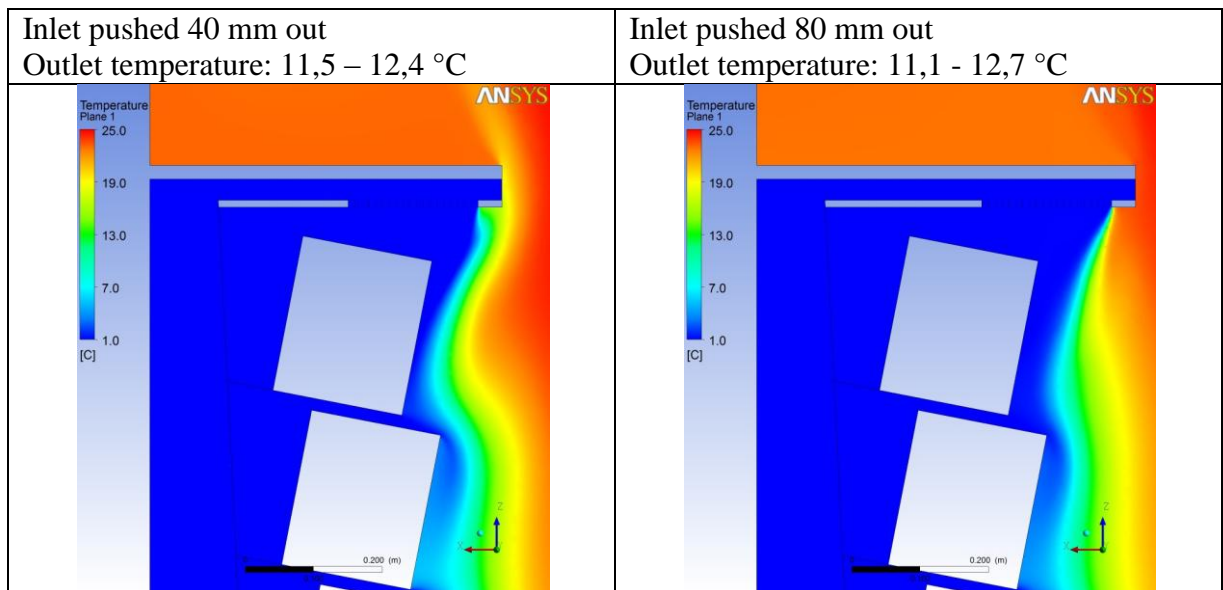 Inlet pushed 40 mm out
Outlet temperature: 11,5 – 12,4 °C
ANSYS
Temperature
Plane 1
25.0
19.0
13.0
7.0
1.0
[C]
Z
X
0
0.200 (m)
Inlet pushed 80 mm out
Outlet temperature: 11,1 - 12,7 °C
ANSYS
Temperature
Plane 1
25.0
19.0
13.0
7.0
1.0
[C]
Z
X
0
0.200 (m)